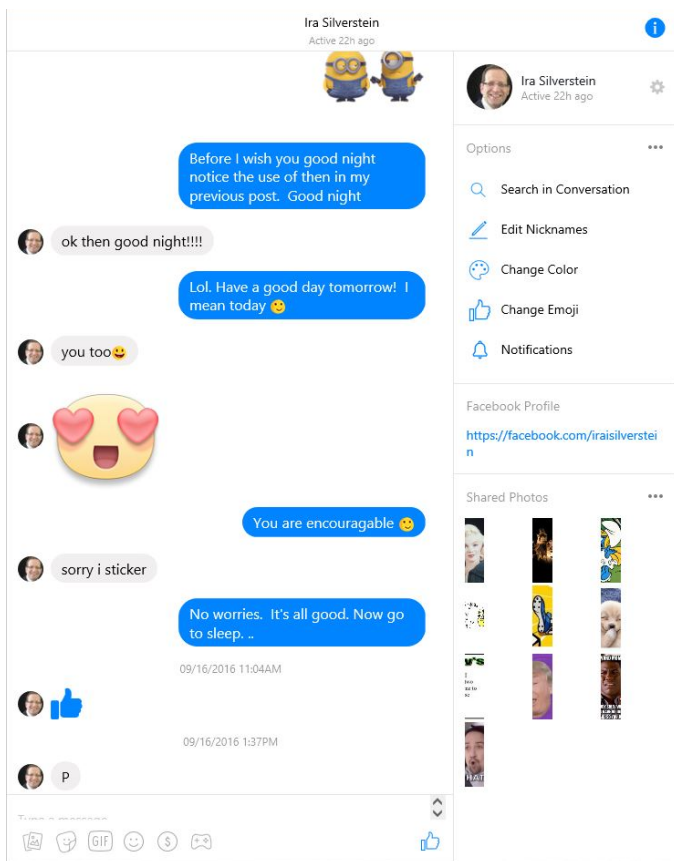 Ira Silverstein
Active 22h ago
Before I wish you good night
notice the use of then in my
previous post. Good night
ok then good night!!!!
Lol. Have a good day tomorrow! I
mean today 🙂
you too😃
You are encouragable 🙂
sorry i sticker
No worries. It's all good. Now go
to sleep. ..
09/16/2016 11:04AM
09/16/2016 1:37PM
P
Type a message
GIF
$
Ira Silverstein
Active 22h ago
Options
Search in Conversation
Edit Nicknames
Change Color
Change Emoji
Notifications
Facebook Profile
https://facebook.com/iraisilverstei
n
Shared Photos
y's
HAT